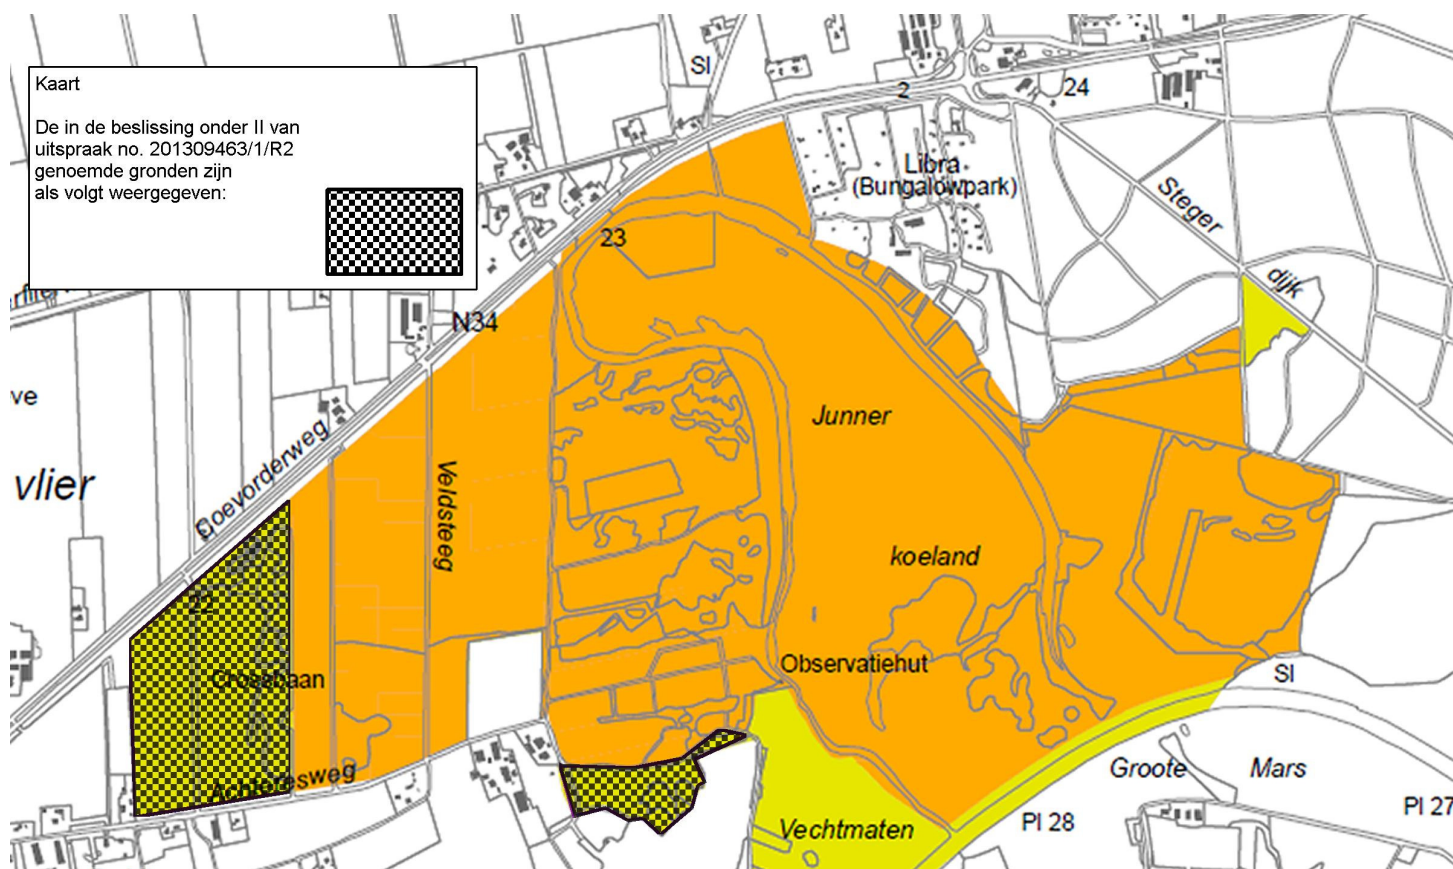 Kaart
De in de beslissing onder II van
uitspraak no. 201309463/1/R2
genoemde gronden zijn
als volgt weergegeven:
SI
2
24
Libra
(Bungalowpark)
Steger
dijk
23
N34
ve
Junner
vlier
Coevorderweg
Veldsteeg
koeland
22
Crossbaan
Observatiehut
SI
Achteresweg
Groote Mars
Vechtmaten
PI 28
PI 27